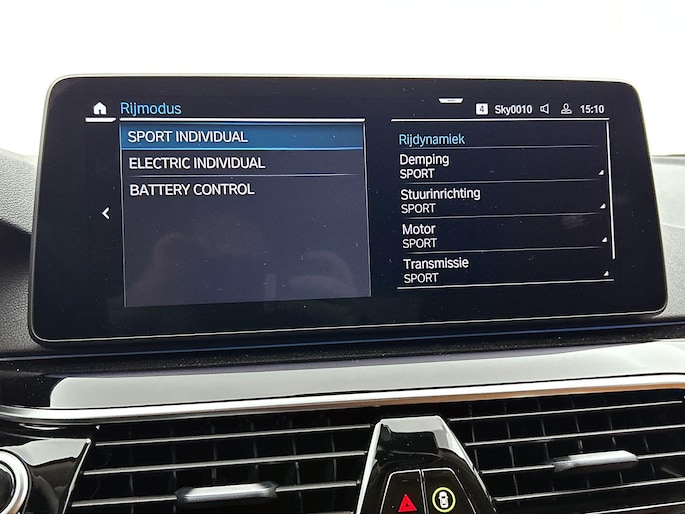 Rijmodus
4 Sky0010 15:10
SPORT INDIVIDUAL
ELECTRIC INDIVIDUAL
BATTERY CONTROL
Rijdynamiek
Demping
SPORT
Stuurinrichting
SPORT
Motor
SPORT
Transmissie
SPORT